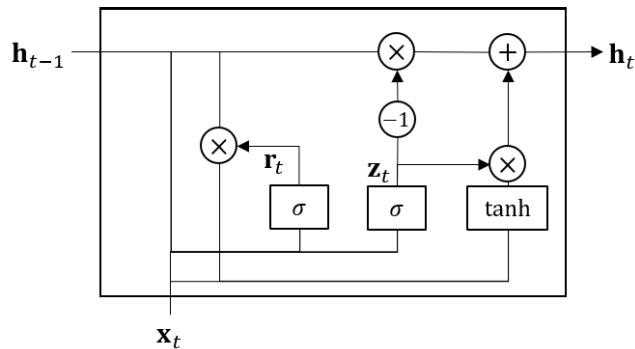 h_{t−1}
×
+
h_t
−1
×
r_t
z_t
×
σ
σ
tanh
x_t